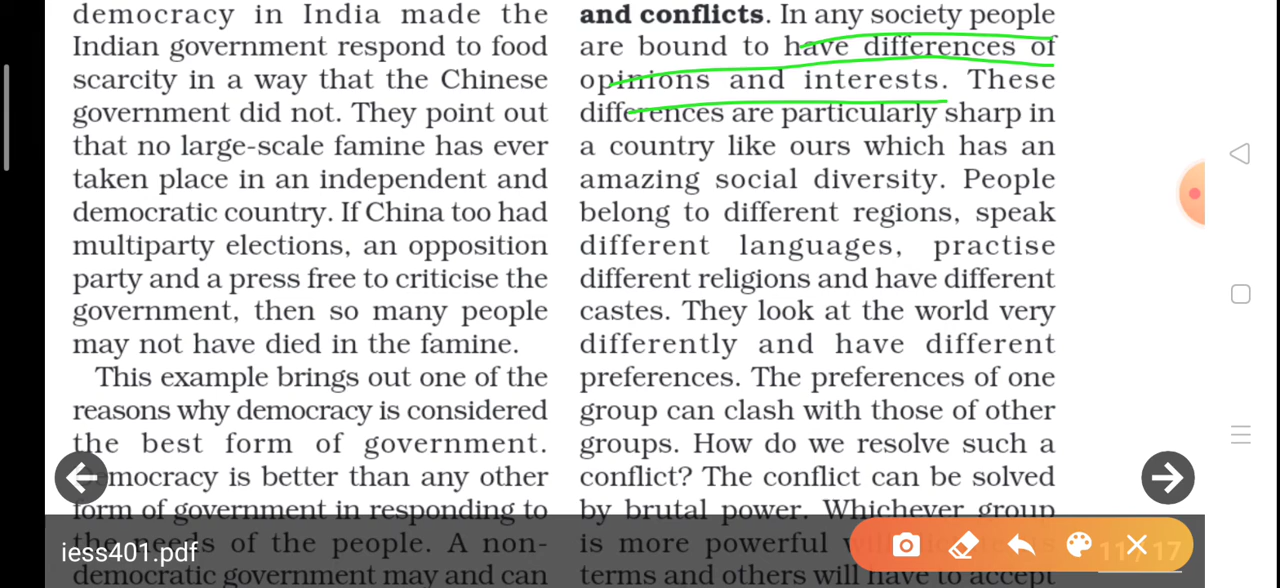 democracy in India made the
Indian government respond to food
scarcity in a way that the Chinese
government did not. They point out
that no large-scale famine has ever
taken place in an independent and
democratic country. If China too had
multiparty elections, an opposition
party and a press free to criticise the
government, then so many people
may not have died in the famine.
This example brings out one of the
reasons why democracy is considered
the best form of government.
mocracy is better than any other
form of government in responding to
the needs of the people. A non-
democratic government may and can
and conflicts. In any society people
are bound to have differences of
opinions and interests. These
differences are particularly sharp in
a country like ours which has an
amazing social diversity. People
belong to different regions, speak
different languages, practise
different religions and have different
castes. They look at the world very
differently and have different
preferences. The preferences of one
group can clash with those of other
groups. How do we resolve such a
conflict? The conflict can be solved
by brutal power. Whichever group
is more powerful
terms and others will have to accept
iess401.pdf